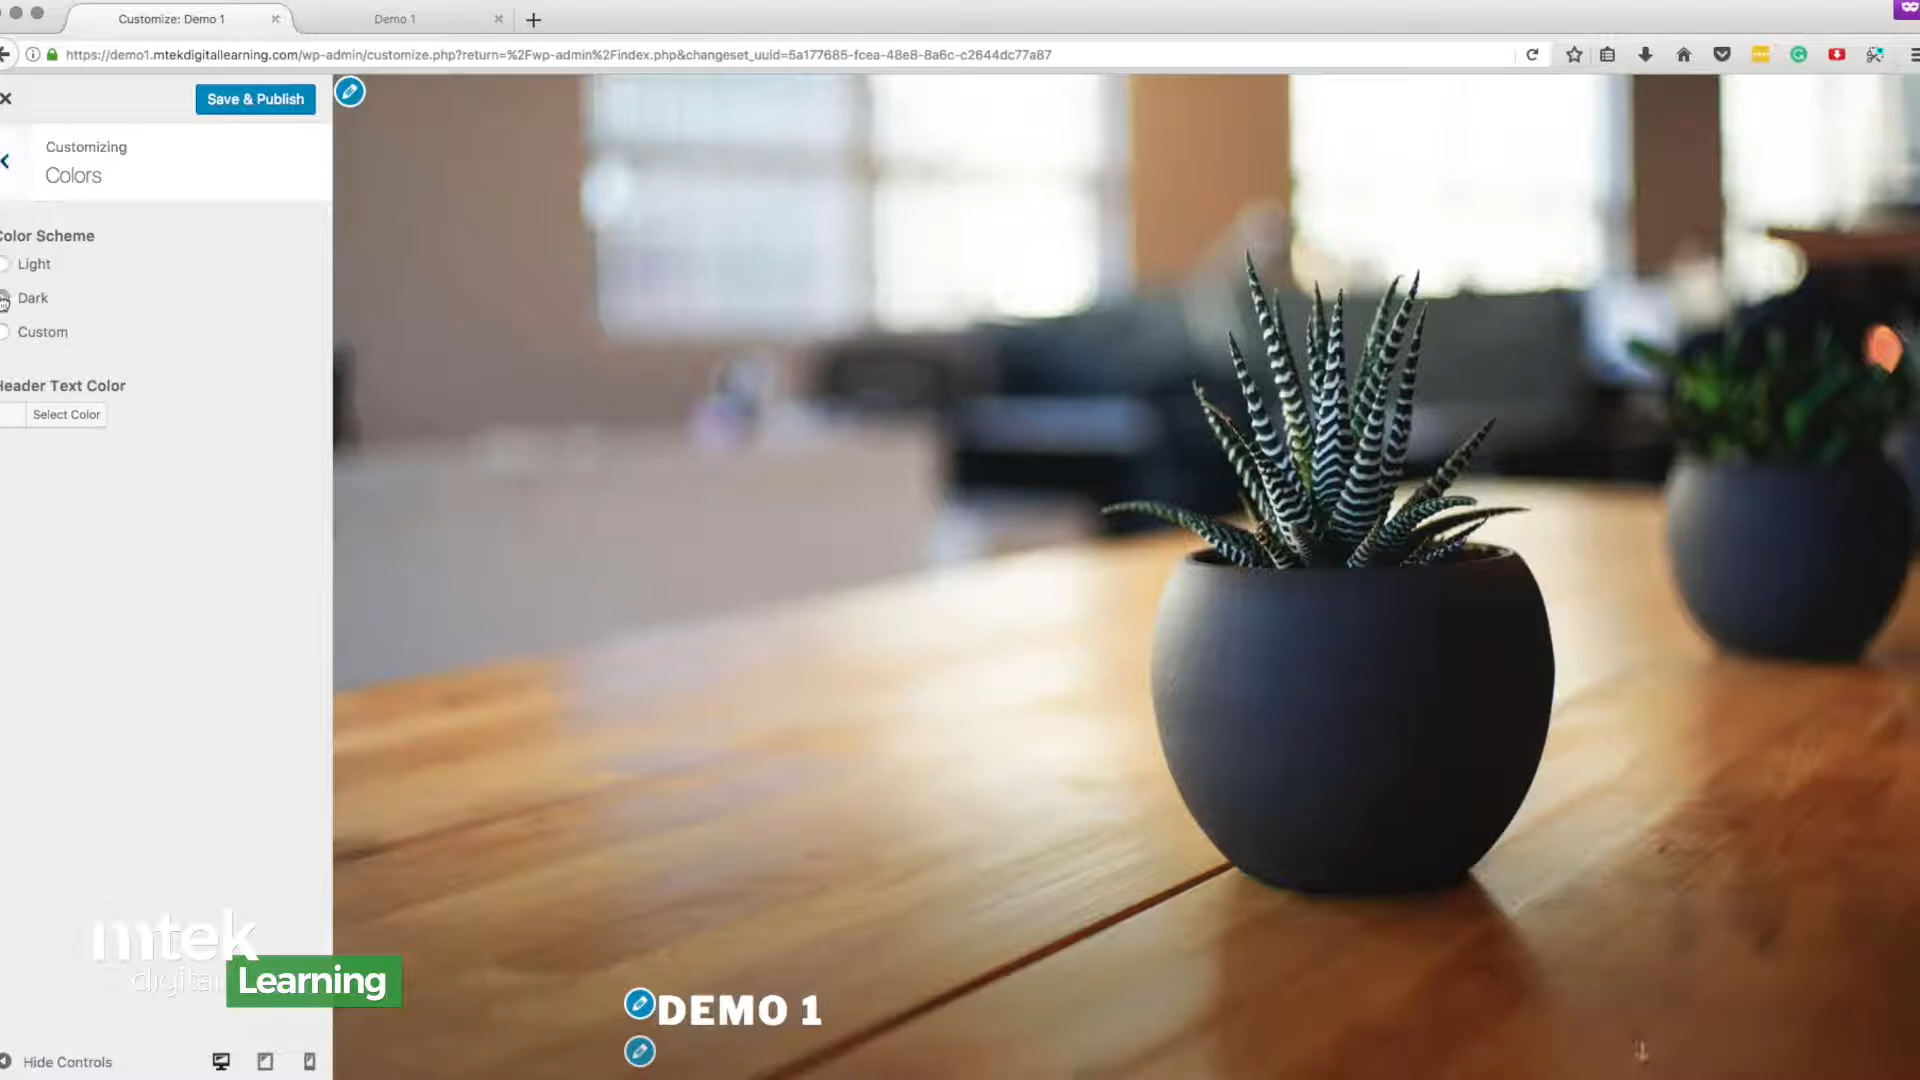 Customize: Demo 1
Demo 1
https://demo1.mtekdigitallearning.com/wp-admin/customize.php?return=%2Fwp-admin%2Findex.php&changeset_uuid=5a177685-fcea-48e8-8a6c-c2644dc77a87
Save & Publish
Customizing
Colors
Color Scheme
Light
Dark
Custom
Header Text Color
Select Color
mtek
digital Learning
DEMO 1
Hide Controls